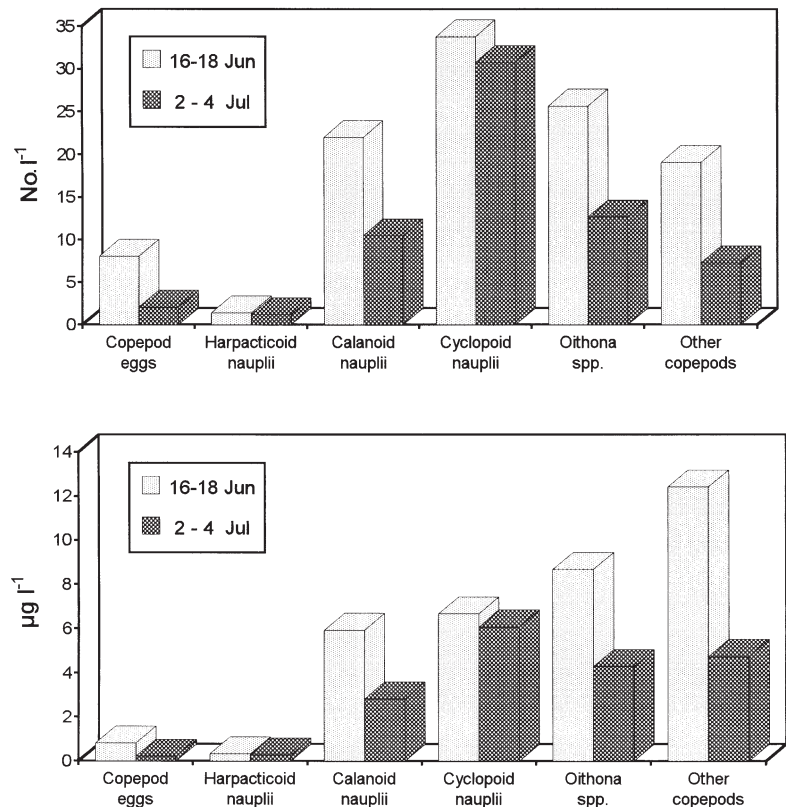 35
30
25
20
15
10
5
0
No.l⁻¹
16-18 Jun
2 - 4 Jul
Copepod eggs
Harpacticoid nauplii
Calanoid nauplii
Cyclopoid nauplii
Oithona spp.
Other copepods
14
12
10
8
6
4
2
0
µg l⁻¹
16-18 Jun
2 - 4 Jul
Copepod eggs
Harpacticoid nauplii
Calanoid nauplii
Cyclopoid nauplii
Oithona spp.
Other copepods